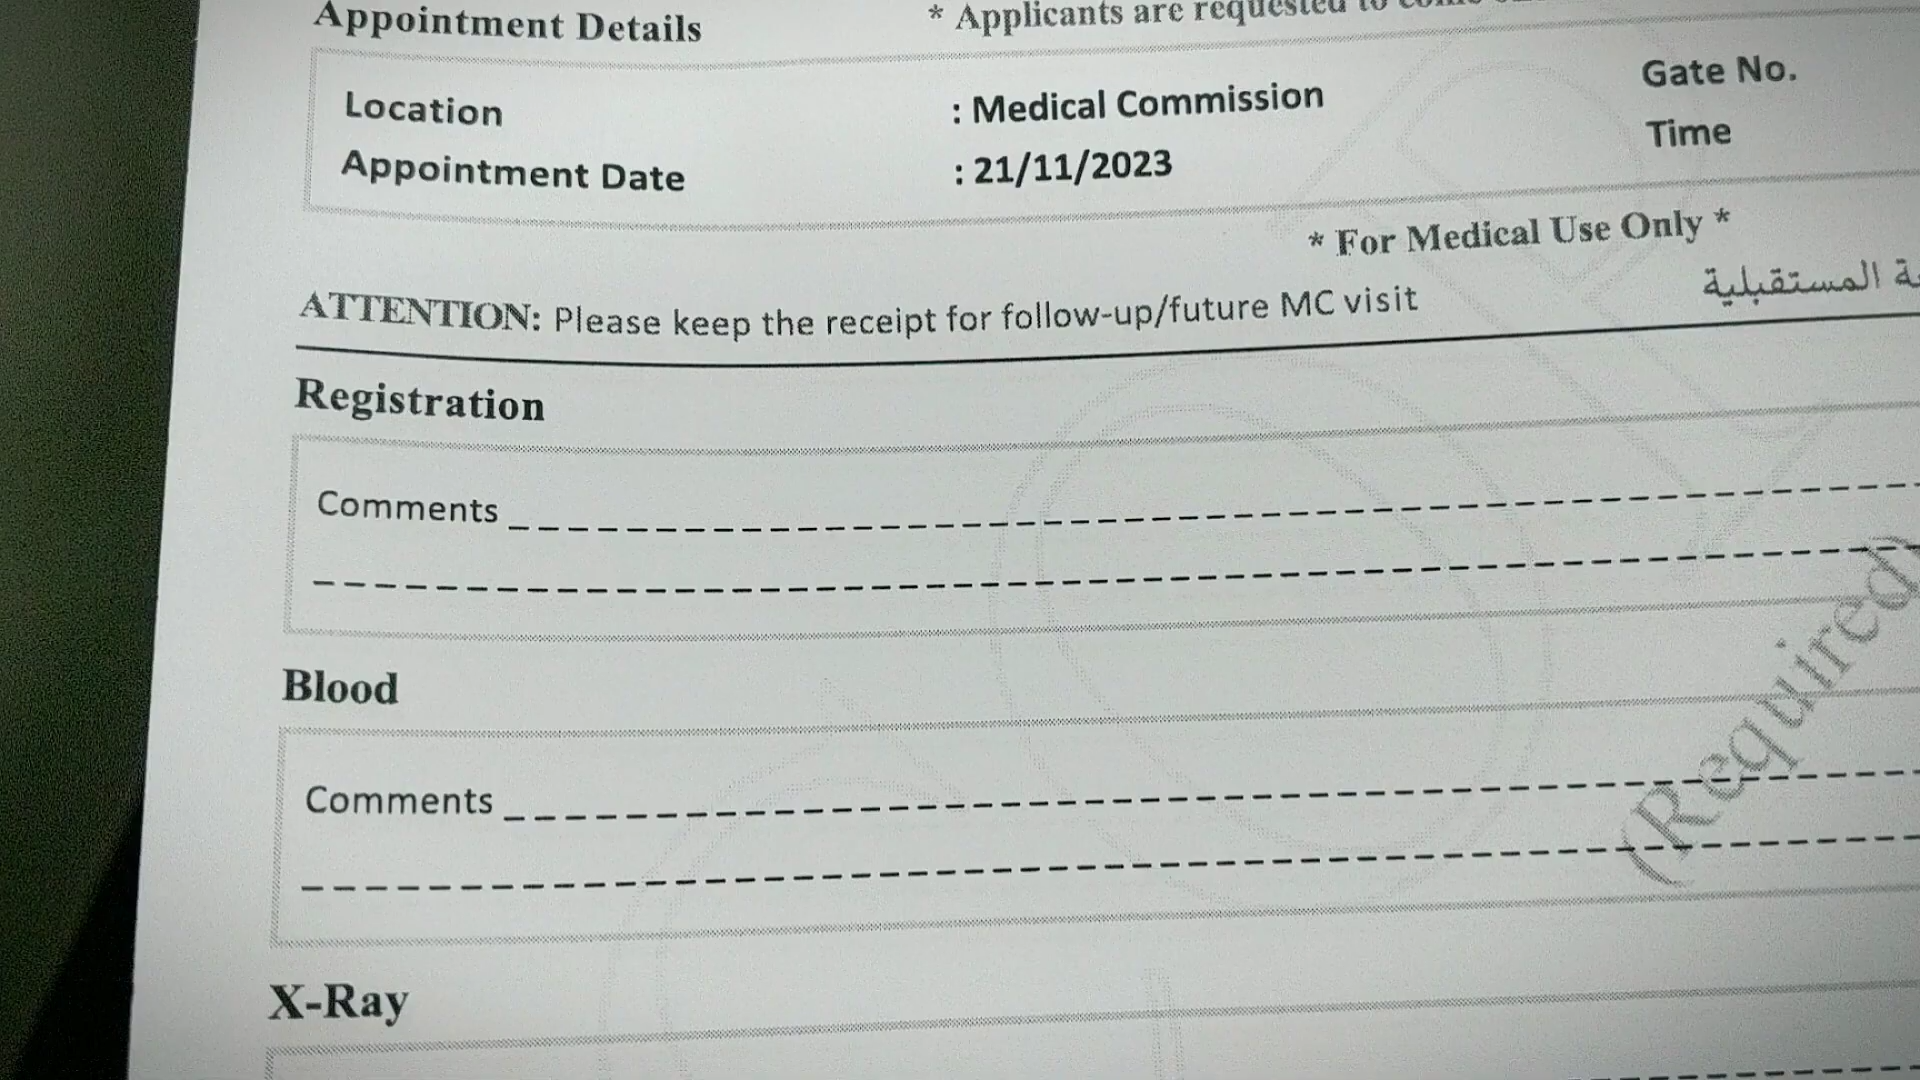 Appointment Details
* Applicants are requested to
Location : Medical Commission Gate No.
Appointment Date : 21/11/2023 Time
* For Medical Use Only *
ATTENTION: Please keep the receipt for follow-up/future MC visit المستقبلية
Registration
Comments
Blood
Comments
(Required)
X-Ray